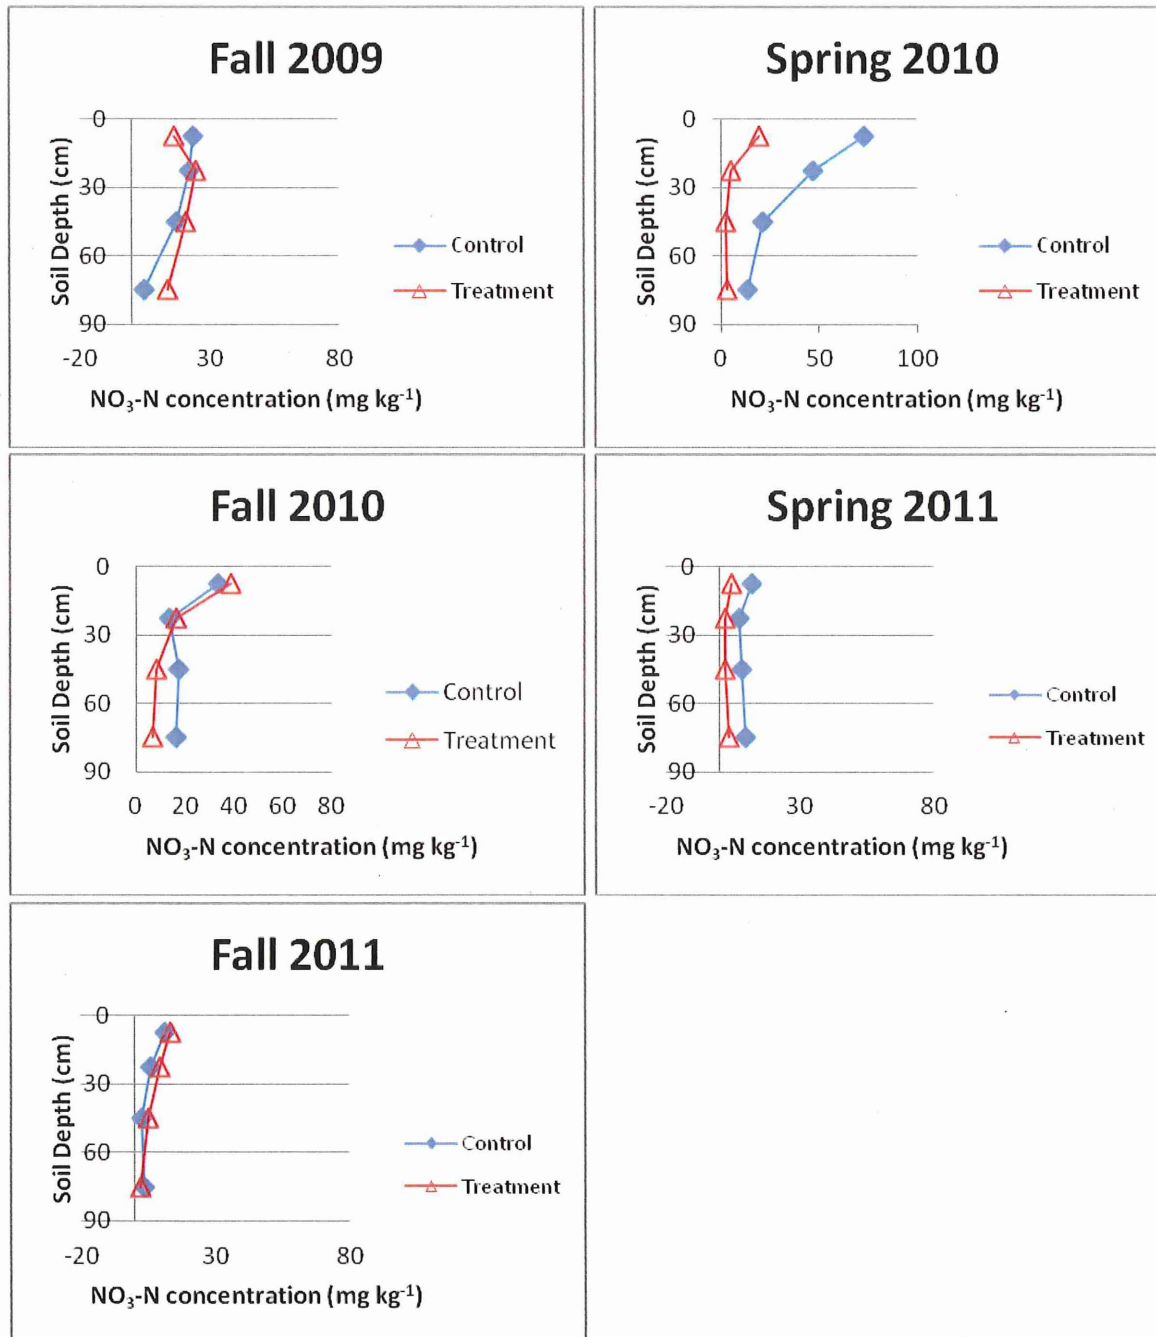 Fall 2009
0
30
60
90
Soil Depth (cm)
-20 30 80
NO₃-N concentration (mg kg⁻¹)
Control
Treatment
Spring 2010
0
30
60
90
Soil Depth (cm)
0 50 100
NO₃-N concentration (mg kg⁻¹)
Control
Treatment
Fall 2010
0
30
60
90
Soil Depth (cm)
0 20 40 60 80
NO₃-N concentration (mg kg⁻¹)
Control
Treatment
Spring 2011
0
30
60
90
Soil Depth (cm)
-20 30 80
NO₃-N concentration (mg kg⁻¹)
Control
Treatment
Fall 2011
0
30
60
90
Soil Depth (cm)
-20 30 80
NO₃-N concentration (mg kg⁻¹)
Control
Treatment